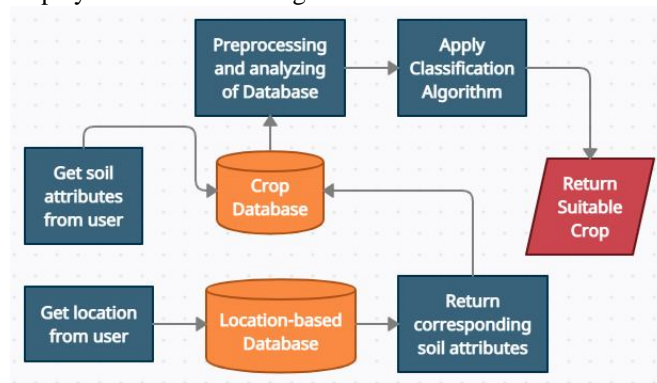 Preprocessing
and analyzing
of Database
Apply
Classification
Algorithm
Get soil
attributes
from user
Crop
Database
Return
Suitable
Crop
Get location
from user
Location-based
Database
Return
corresponding
soil attributes